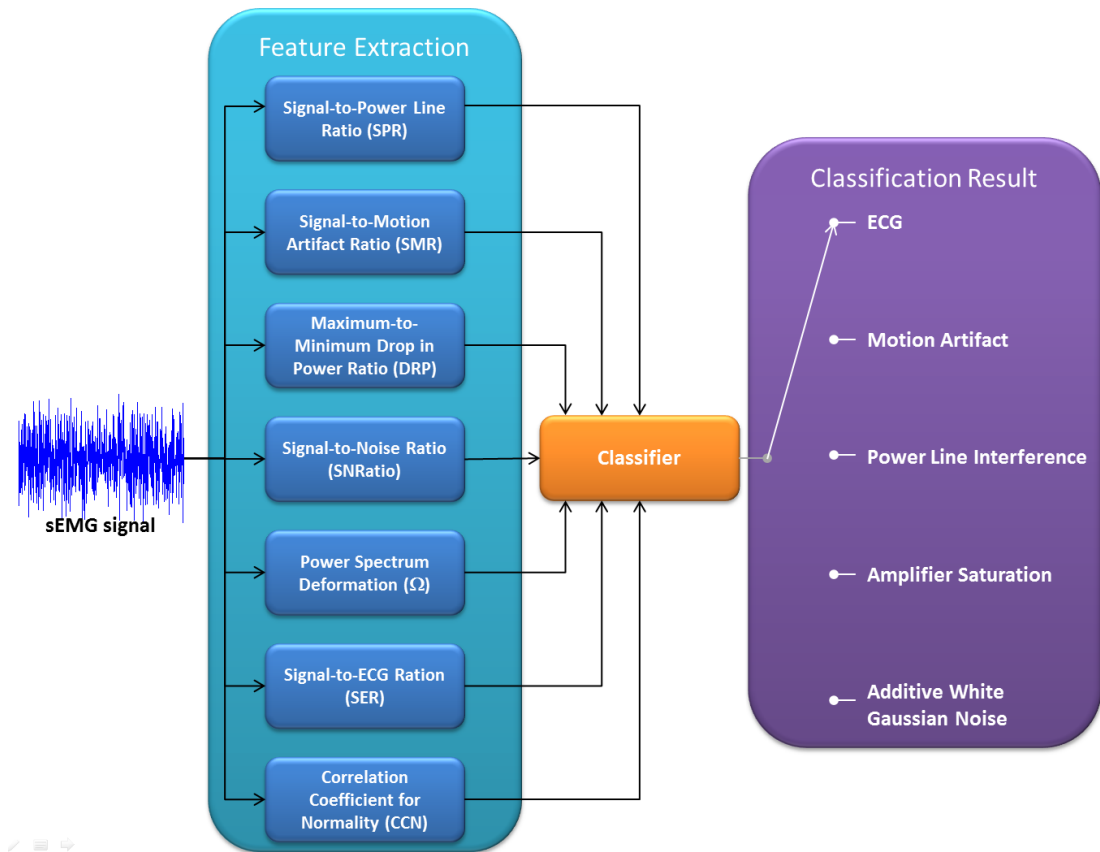 Feature Extraction
Signal-to-Power Line
Ratio (SPR)
Signal-to-Motion
Artifact Ratio (SMR)
Maximum-to-
Minimum Drop in
Power Ratio (DRP)
Signal-to-Noise Ratio
(SNRatio)
Power Spectrum
Deformation (Ω)
Signal-to-ECG Ration
(SER)
Correlation
Coefficient for
Normality (CCN)
sEMG signal
Classifier
Classification Result
ECG
Motion Artifact
Power Line Interference
Amplifier Saturation
Additive White
Gaussian Noise